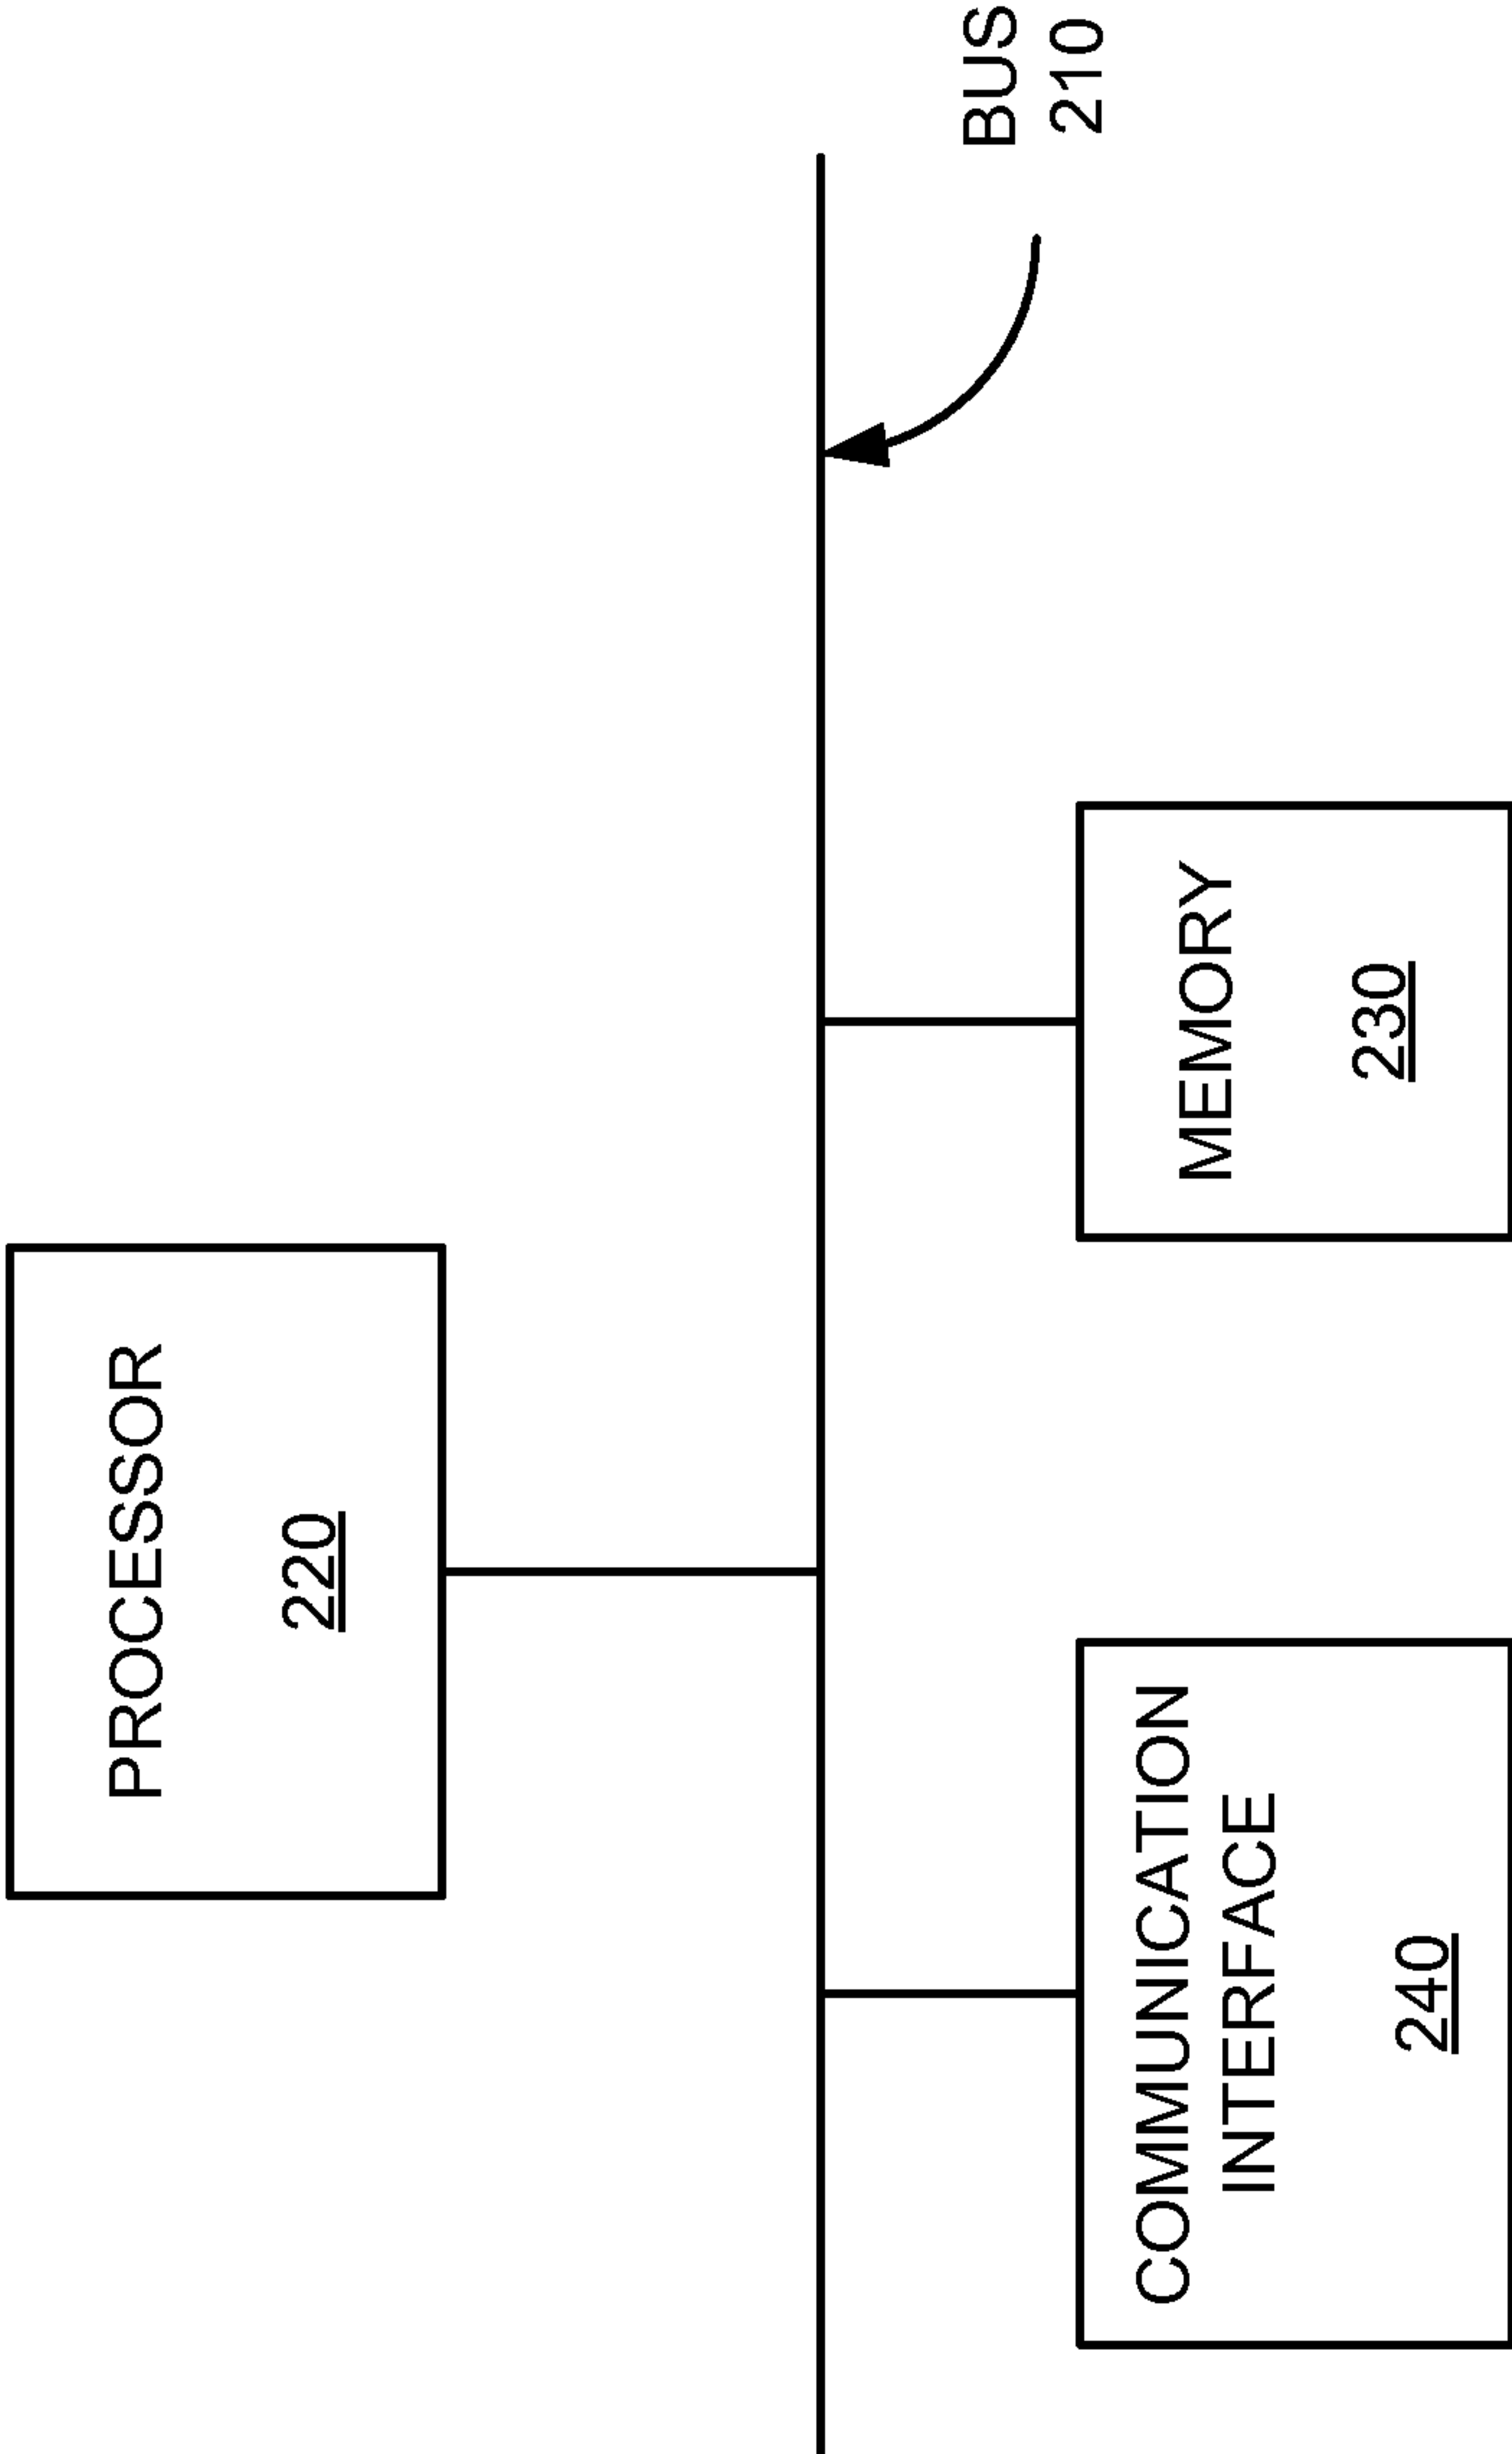 PROCESSOR
220
BUS
210
COMMUNICATION
INTERFACE
240
MEMORY
230